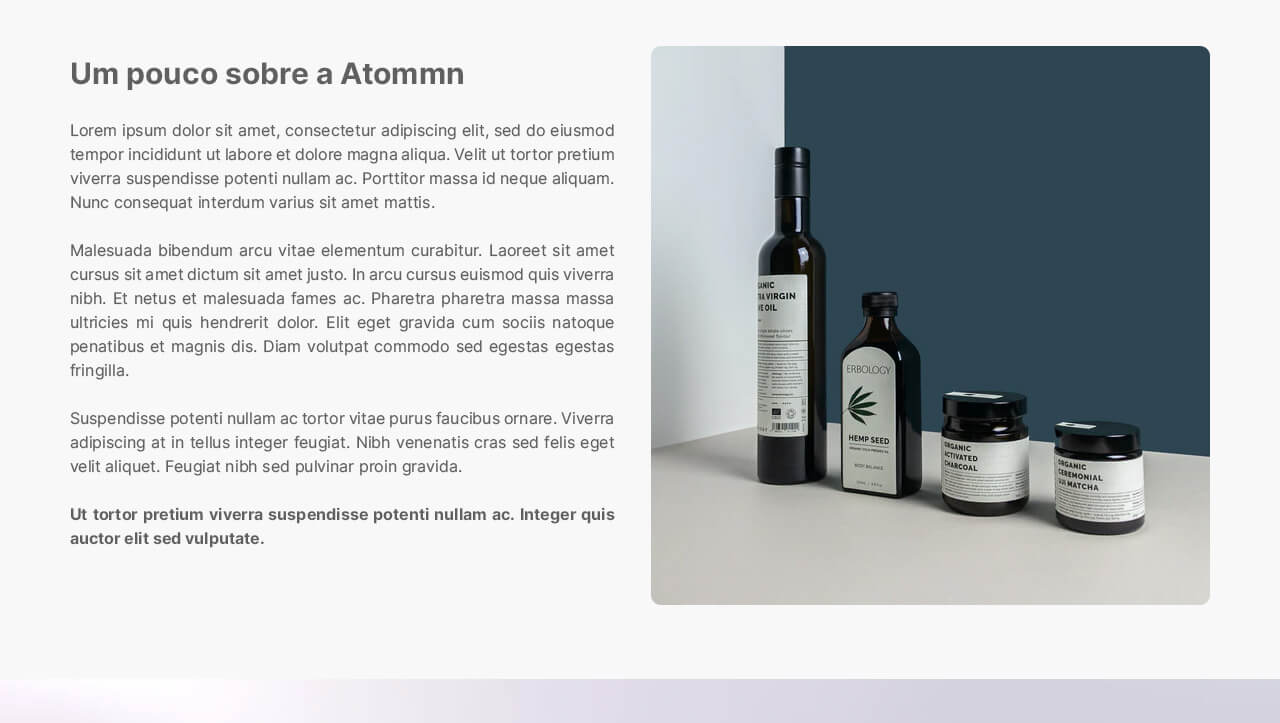 Um pouco sobre a Atommn
Lorem ipsum dolor sit amet, consectetur adipiscing elit, sed do eiusmod
tempor incididunt ut labore et dolore magna aliqua. Velit ut tortor pretium
viverra suspendisse potenti nullam ac. Porttitor massa id neque aliquam.
Nunc consequat interdum varius sit amet mattis.
Malesuada bibendum arcu vitae elementum curabitur. Laoreet sit amet
cursus sit amet dictum sit amet justo. In arcu cursus euismod quis viverra
nibh. Et netus et malesuada fames ac. Pharetra pharetra massa massa
ultricies mi quis hendrerit dolor. Elit eget gravida cum sociis natoque
penatibus et magnis dis. Diam volutpat commodo sed egestas egestas
fringilla.
Suspendisse potenti nullam ac tortor vitae purus faucibus ornare. Viverra
adipiscing at in tellus integer feugiat. Nibh venenatis cras sed felis eget
velit aliquet. Feugiat nibh sed pulvinar proin gravida.
Ut tortor pretium viverra suspendisse potenti nullam ac. Integer quis
auctor elit sed vulputate.
VIRGIN
OIL
ERBOLOGY
HEMP SEED
BODY BALANCE
ORGANIC
ACTIVATED
CHARCOAL
ORGANIC
CEREMONIAL
UJI MATCHA